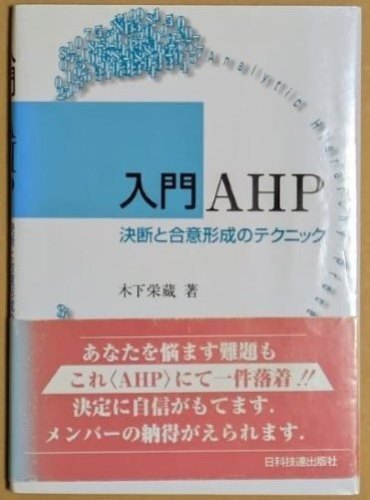 Analytic Hierarchy Proce
入門AHP
決断と合意形成のテクニック
木下栄蔵 著
あなたを悩ます難題も
これ〈AHP〉にて一件落着!!
決定に自信がもてます.
メンバーの納得がえられます.
日科技連出版社